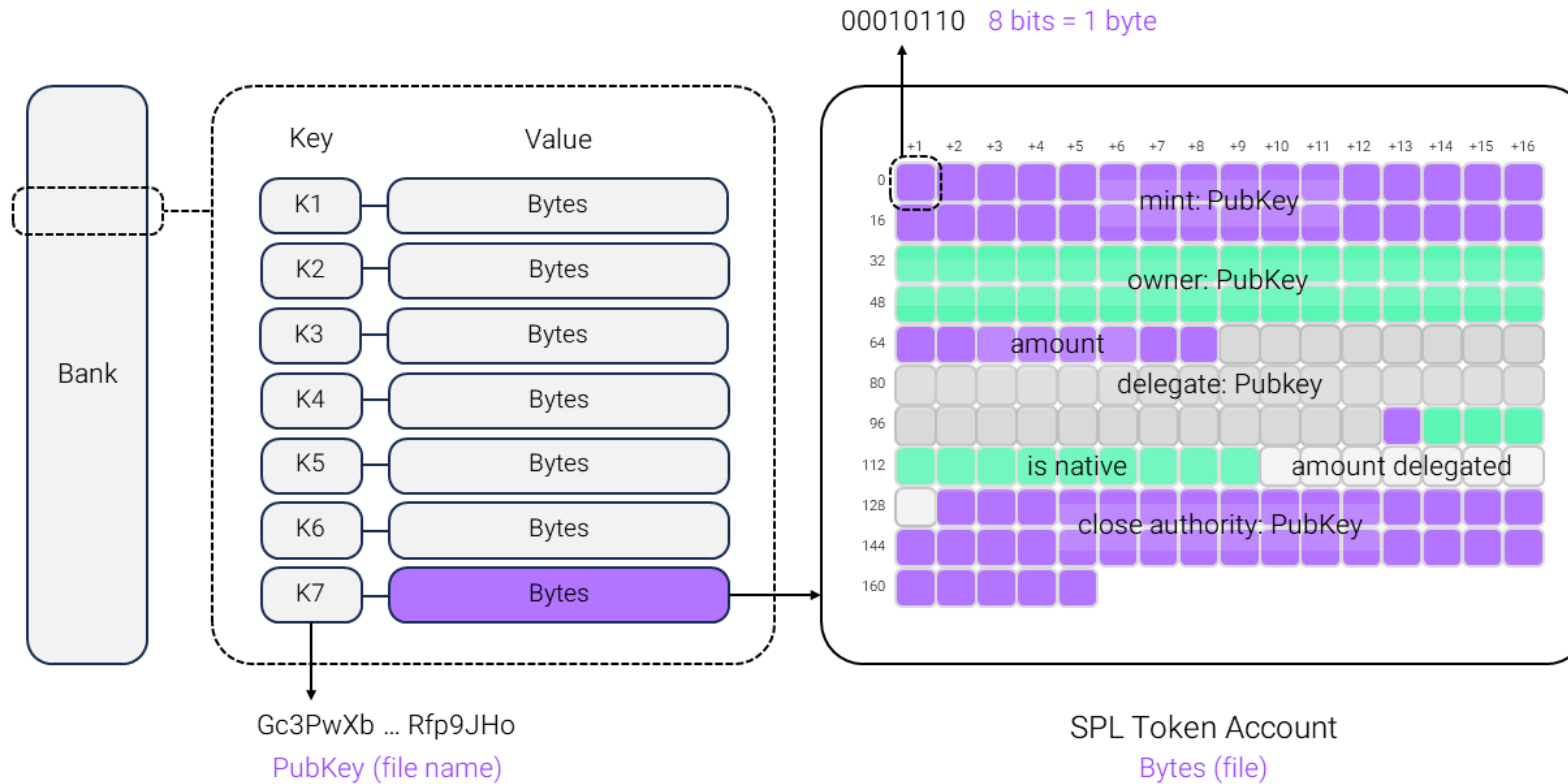 00010110 8 bits = 1 byte
Bank
Key Value
K1 Bytes
K2 Bytes
K3 Bytes
K4 Bytes
K5 Bytes
K6 Bytes
K7 Bytes
Gc3PwXb ... Rfp9JHo
PubKey (file name)
+1 +2 +3 +4 +5 +6 +7 +8 +9 +10 +11 +12 +13 +14 +15 +16
0
mint: PubKey
16
32
owner: PubKey
48
64 amount
80 delegate: Pubkey
96
112 is native amount delegated
128
close authority: PubKey
144
160
SPL Token Account
Bytes (file)